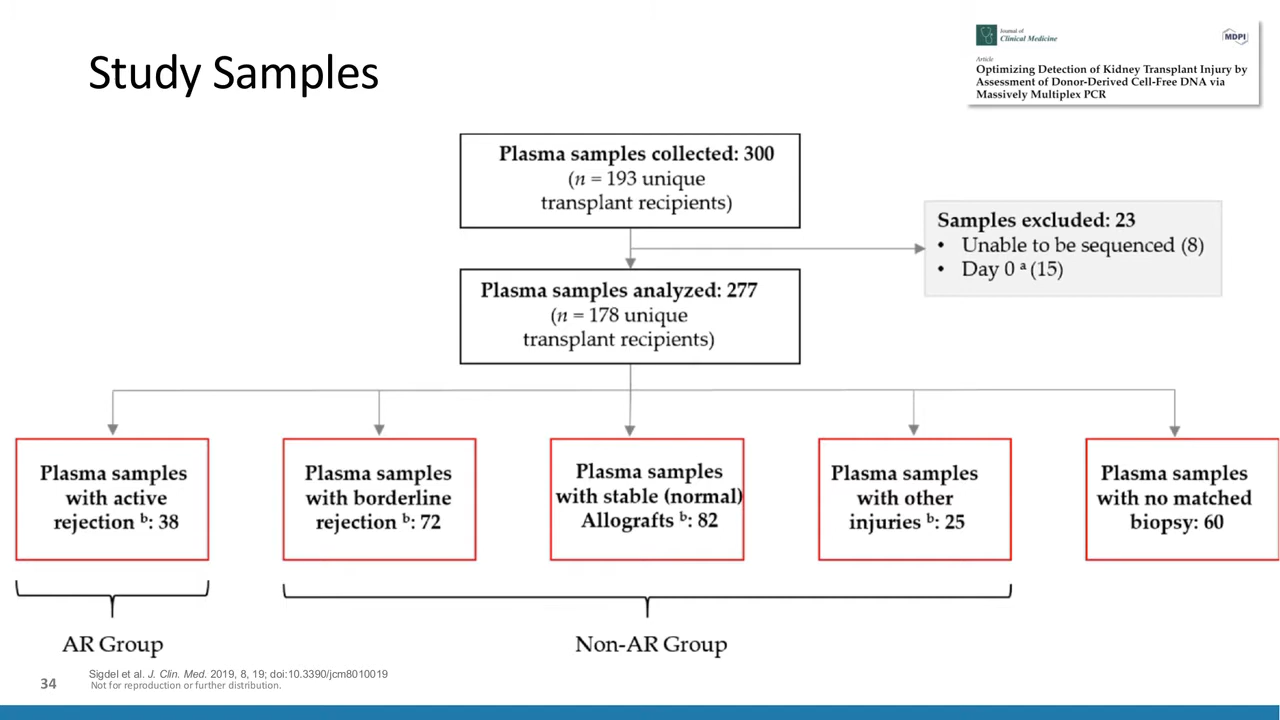 Study Samples
Journal of
Clinical Medicine
MDPI
Article
Optimizing Detection of Kidney Transplant Injury by
Assessment of Donor-Derived Cell-Free DNA via
Massively Multiplex PCR
Plasma samples collected: 300
(n = 193 unique
transplant recipients)
Samples excluded: 23
• Unable to be sequenced (8)
• Day 0 ª (15)
Plasma samples analyzed: 277
(n = 178 unique
transplant recipients)
Plasma samples
with active
rejection ᵇ: 38
Plasma samples
with borderline
rejection ᵇ: 72
Plasma samples
with stable (normal)
Allografts ᵇ: 82
Plasma samples
with other
injuries ᵇ: 25
Plasma samples
with no matched
biopsy: 60
AR Group
Non-AR Group
Sigdel et al. J. Clin. Med. 2019, 8, 19; doi:10.3390/jcm8010019
34
Not for reproduction or further distribution.